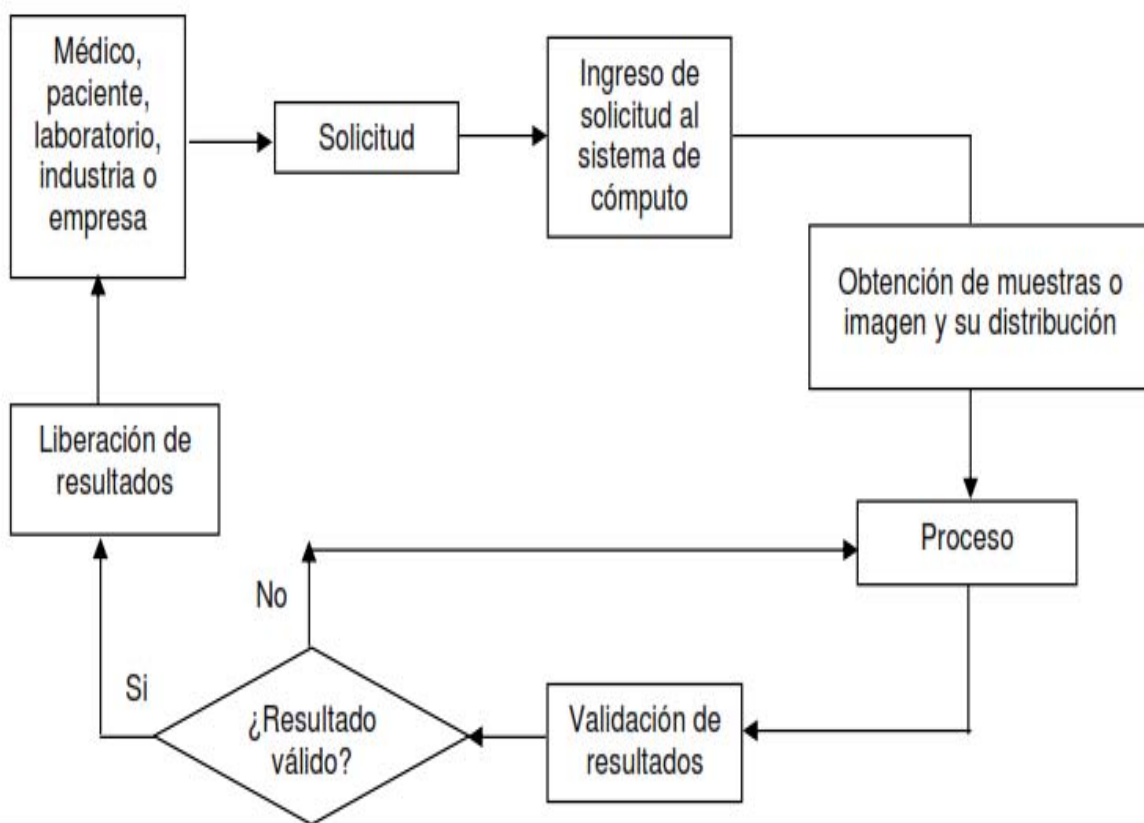 Médico,
paciente,
laboratorio,
industria o
empresa
Solicitud
Ingreso de
solicitud al
sistema de
cómputo
Obtención de muestras o
imagen y su distribución
Proceso
Validación de
resultados
¿Resultado
válido?
No
Si
Liberación de
resultados